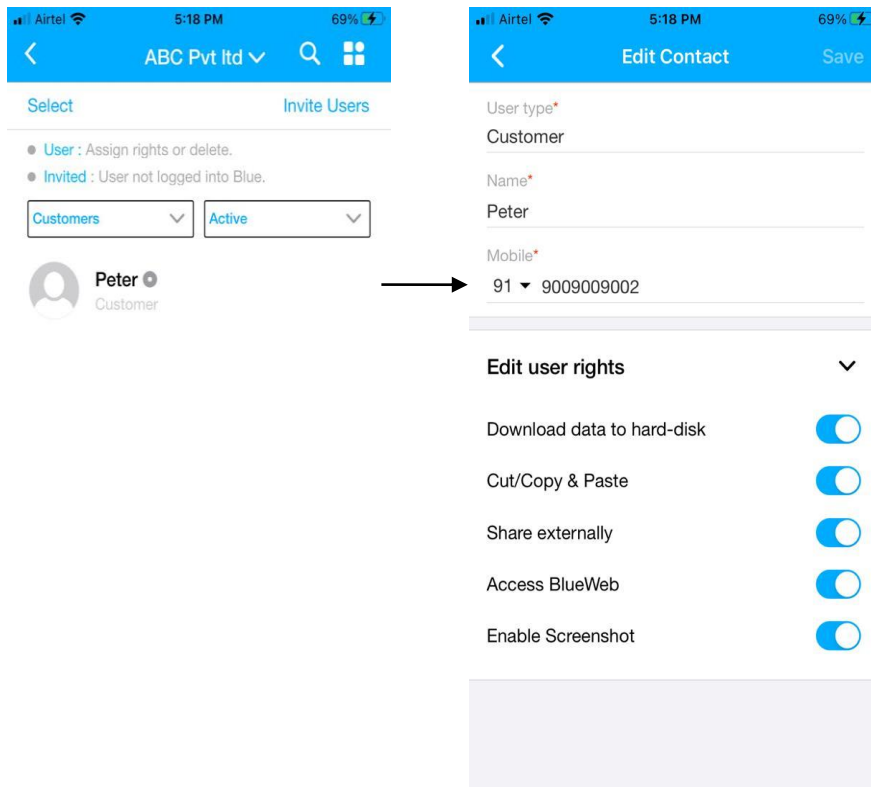 Airtel 5:18 PM 69%
ABC Pvt ltd
Select Invite Users
User : Assign rights or delete.
Invited : User not logged into Blue.
Customers Active
Peter
Customer
Airtel 5:18 PM 69%
Edit Contact Save
User type*
Customer
Name*
Peter
Mobile*
91 9009009002
Edit user rights
Download data to hard-disk
Cut/Copy & Paste
Share externally
Access BlueWeb
Enable Screenshot